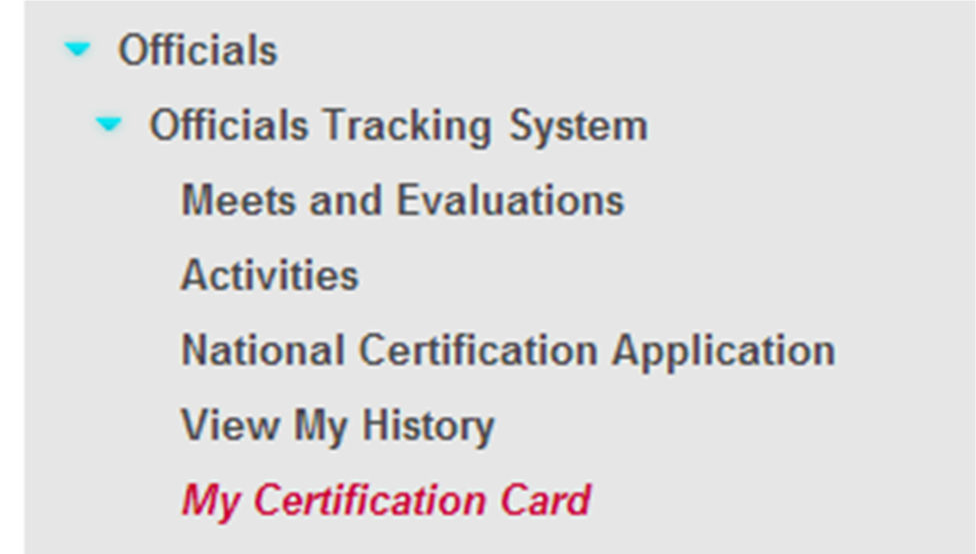 Officials
Officials Tracking System
Meets and Evaluations
Activities
National Certification Application
View My History
My Certification Card